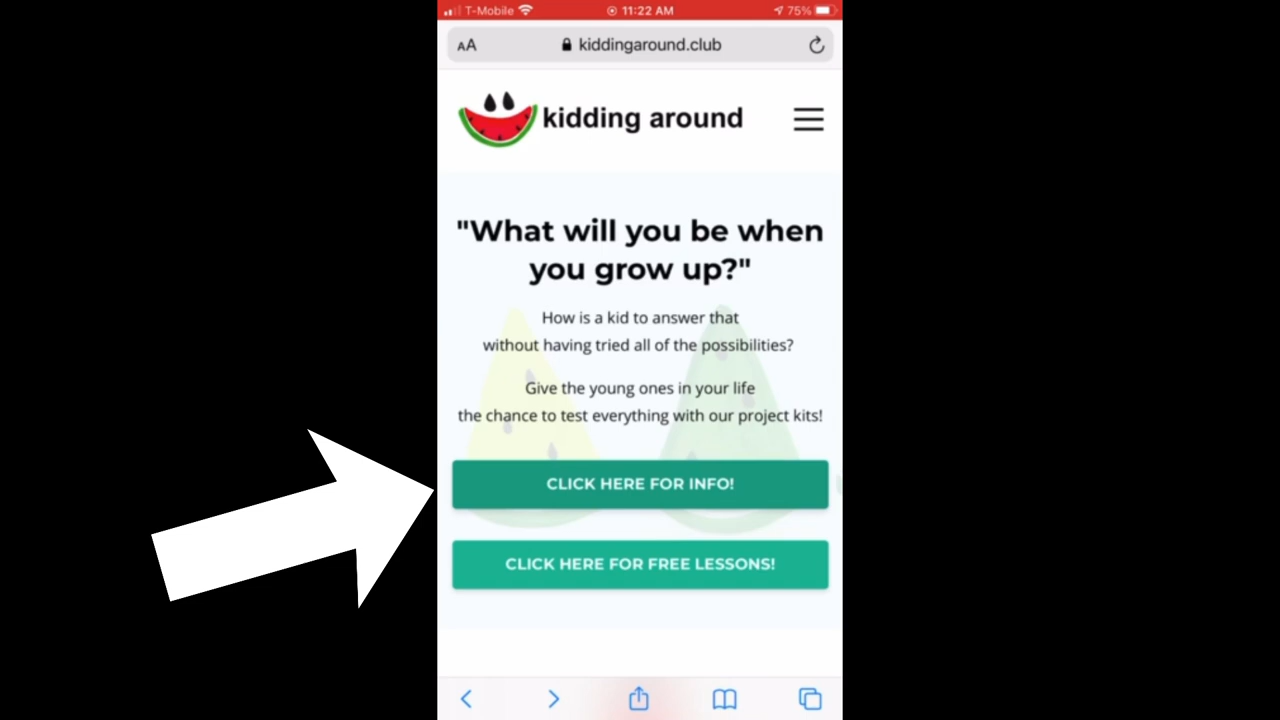 T-Mobile 11:22 AM 75%
AA kiddingaround.club
kidding around
"What will you be when
you grow up?"
How is a kid to answer that
without having tried all of the possibilities?
Give the young ones in your life
the chance to test everything with our project kits!
CLICK HERE FOR INFO!
CLICK HERE FOR FREE LESSONS!